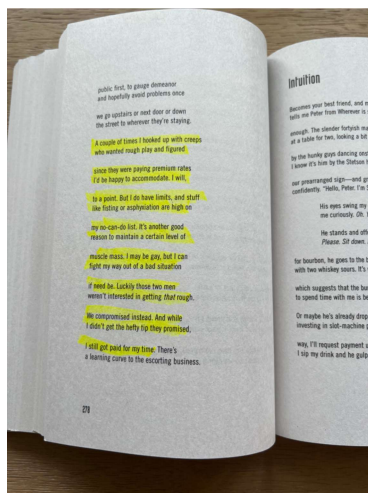 public first, to gauge demeanor
and hopefully avoid problems once
we go upstairs or next door or down
the street to wherever they're staying.
A couple of times I hooked up with creeps
who wanted rough play and figured
since they were paying premium rates
I'd be happy to accommodate. I will,
to a point. But I do have limits, and stuff
like fisting or asphyxiation are high on
my no-can-do list. It's another good
reason to maintain a certain level of
muscle mass. I may be gay, but I can
fight my way out of a bad situation
if need be. Luckily those two men
weren't interested in getting that rough.
We compromised instead. And while
I didn't get the hefty tip they promised,
I still got paid for my time. There's
a learning curve to the escorting business.
278
Intuition
Becomes your best friend, and
tells me Peter from Wherever is
enough. The slender fortyish
at a table for two, looking a bit
by the hunky guys dancing
I know it's him by the Stetson
our prearranged sign—and
confidently. "Hello, Peter. I'm
His eyes swing my
me curiously. Oh.
He stands and
Please. Sit down.
for bourbon, he goes to the
with two whiskey sours. It's
which suggests that the
to spend time with me is
Or maybe he's already
investing in slot-machine
way, I'll request payment
I sip my drink and he